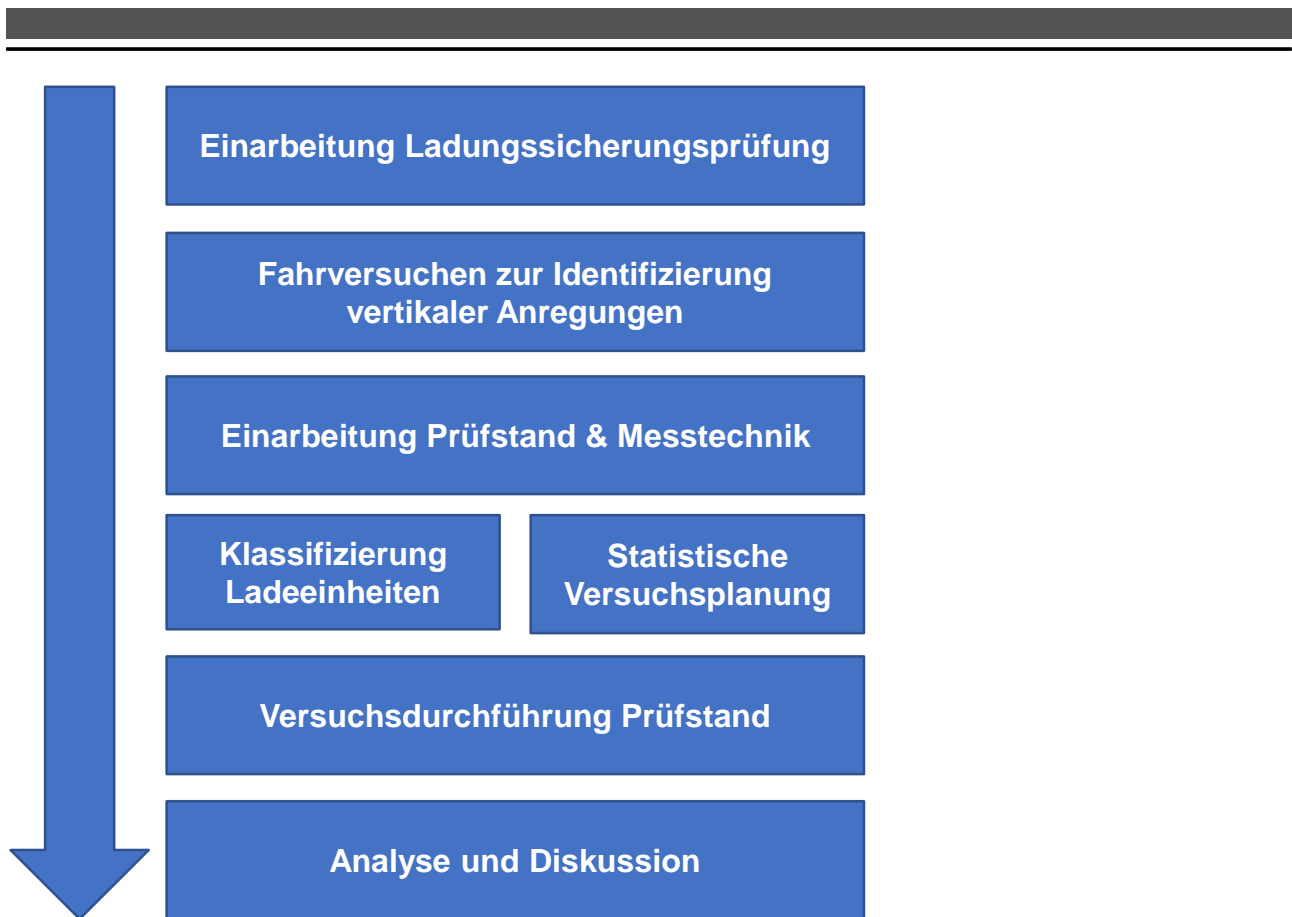 Einarbeitung Ladungssicherungsprüfung
Fahrversuchen zur Identifizierung
vertikaler Anregungen
Einarbeitung Prüfstand & Messtechnik
Klassifizierung
Ladeeinheiten
Statistische
Versuchsplanung
Versuchsdurchführung Prüfstand
Analyse und Diskussion